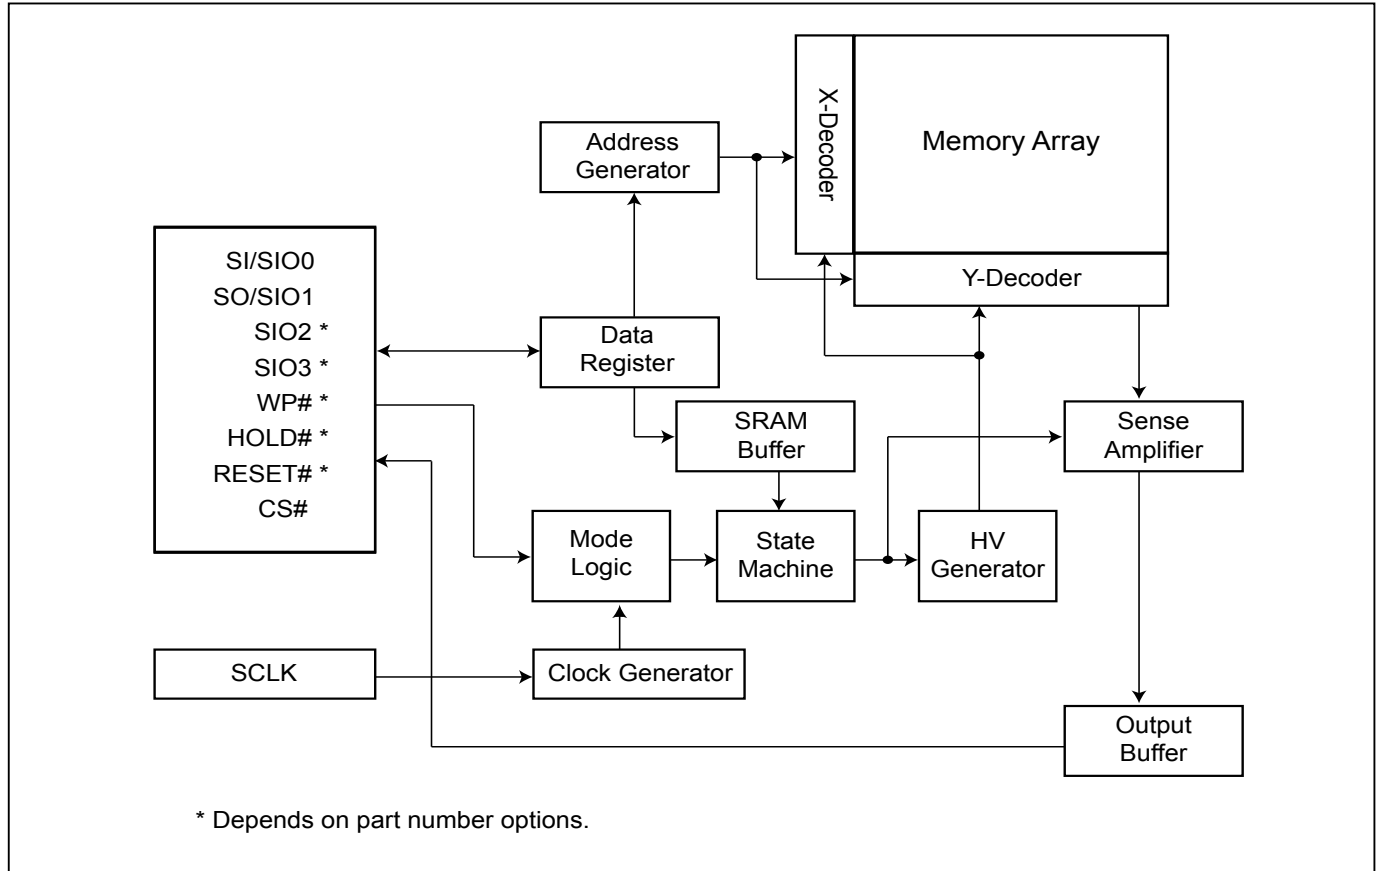 X-Decoder
Memory Array
Address
Generator
Y-Decoder
SI/SIO0
SO/SIO1
SIO2 *
SIO3 *
WP# *
HOLD# *
RESET# *
CS#
Data
Register
SRAM
Buffer
Sense
Amplifier
Mode
Logic
State
Machine
HV
Generator
SCLK
Clock Generator
Output
Buffer
* Depends on part number options.